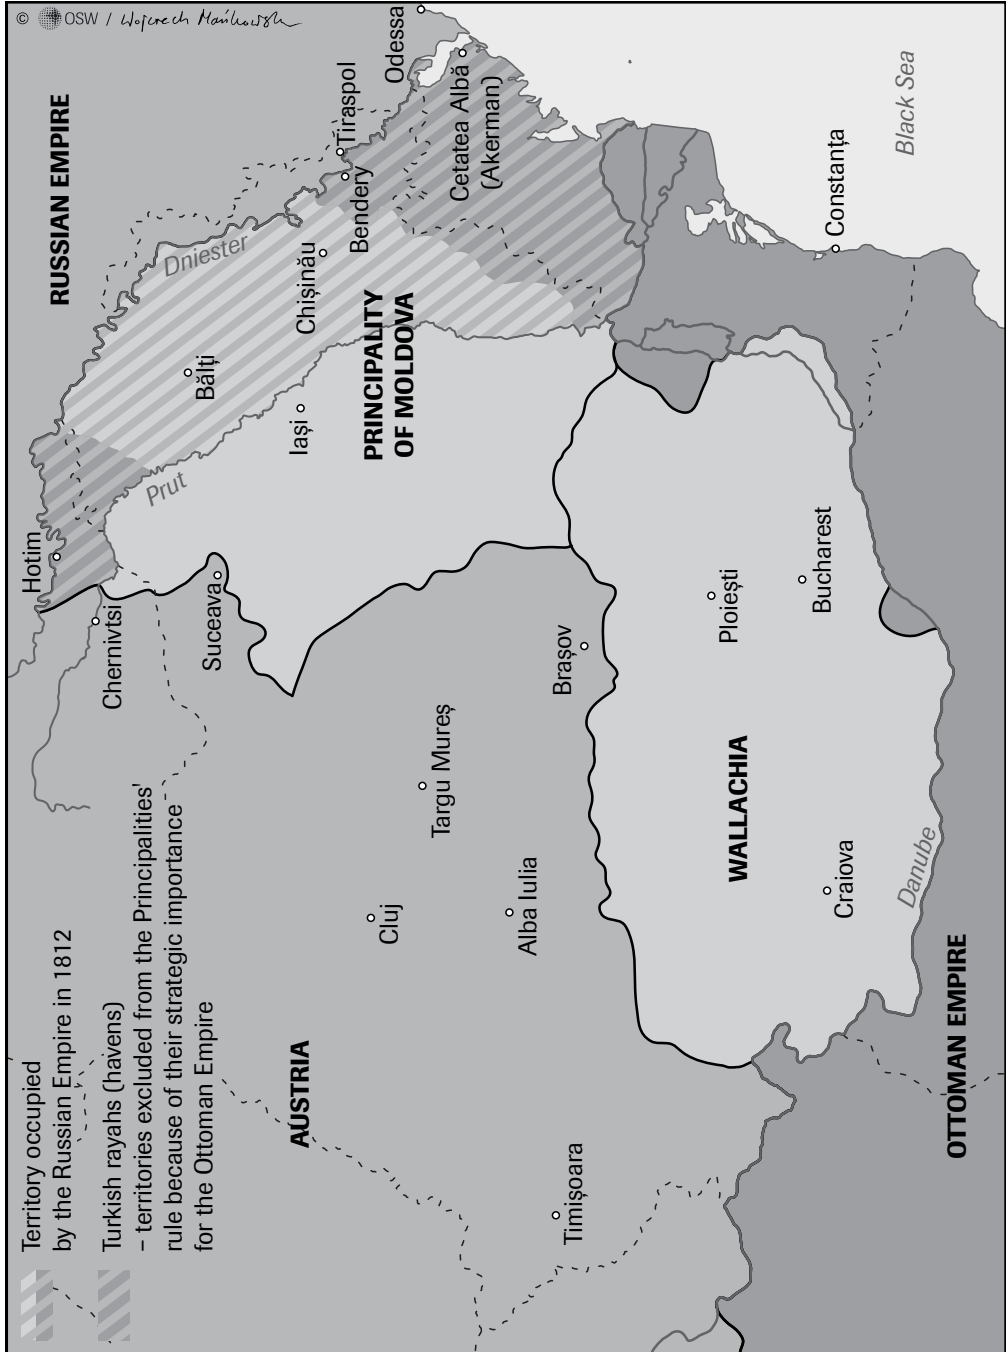 Territory occupied
by the Russian Empire in 1812
Turkish rayahs (havens)
– territories excluded from the Principalities'
rule because of their strategic importance
for the Ottoman Empire
© OSW / Wojciech Mańkowski
RUSSIAN EMPIRE
Hotim
Chernivtsi
Suceava
Prut
Dniester
Bălți
Iași
Chișinău
Tiraspol
Bendery
Odessa
PRINCIPALITY
OF MOLDOVA
Cetatea Albă
(Akerman)
AUSTRIA
Cluj
Targu Mureș
Alba Iulia
Timișoara
Brașov
WALLACHIA
Ploiești
Bucharest
Craiova
Constanța
Black Sea
Danube
OTTOMAN EMPIRE